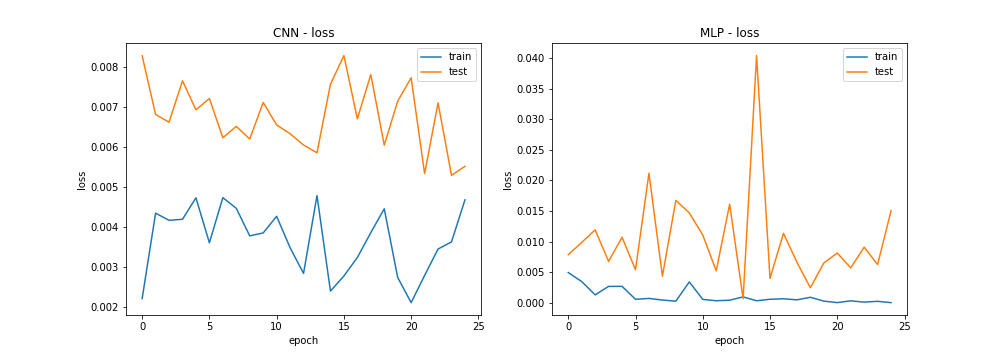 CNN - loss
train
test
loss
0.008
0.007
0.006
0.005
0.004
0.003
0.002
0 5 10 15 20 25
epoch
MLP - loss
train
test
loss
0.040
0.035
0.030
0.025
0.020
0.015
0.010
0.005
0.000
0 5 10 15 20 25
epoch